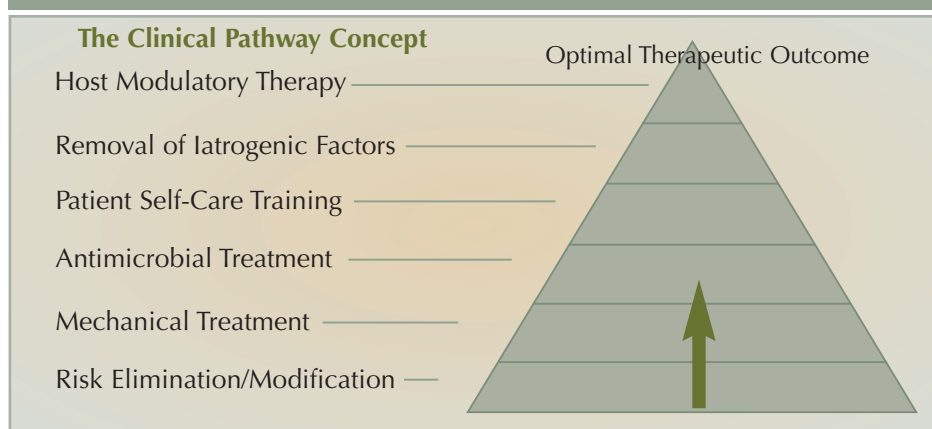 The Clinical Pathway Concept
Optimal Therapeutic Outcome
Host Modulatory Therapy
Removal of Iatrogenic Factors
Patient Self-Care Training
Antimicrobial Treatment
Mechanical Treatment
Risk Elimination/Modification